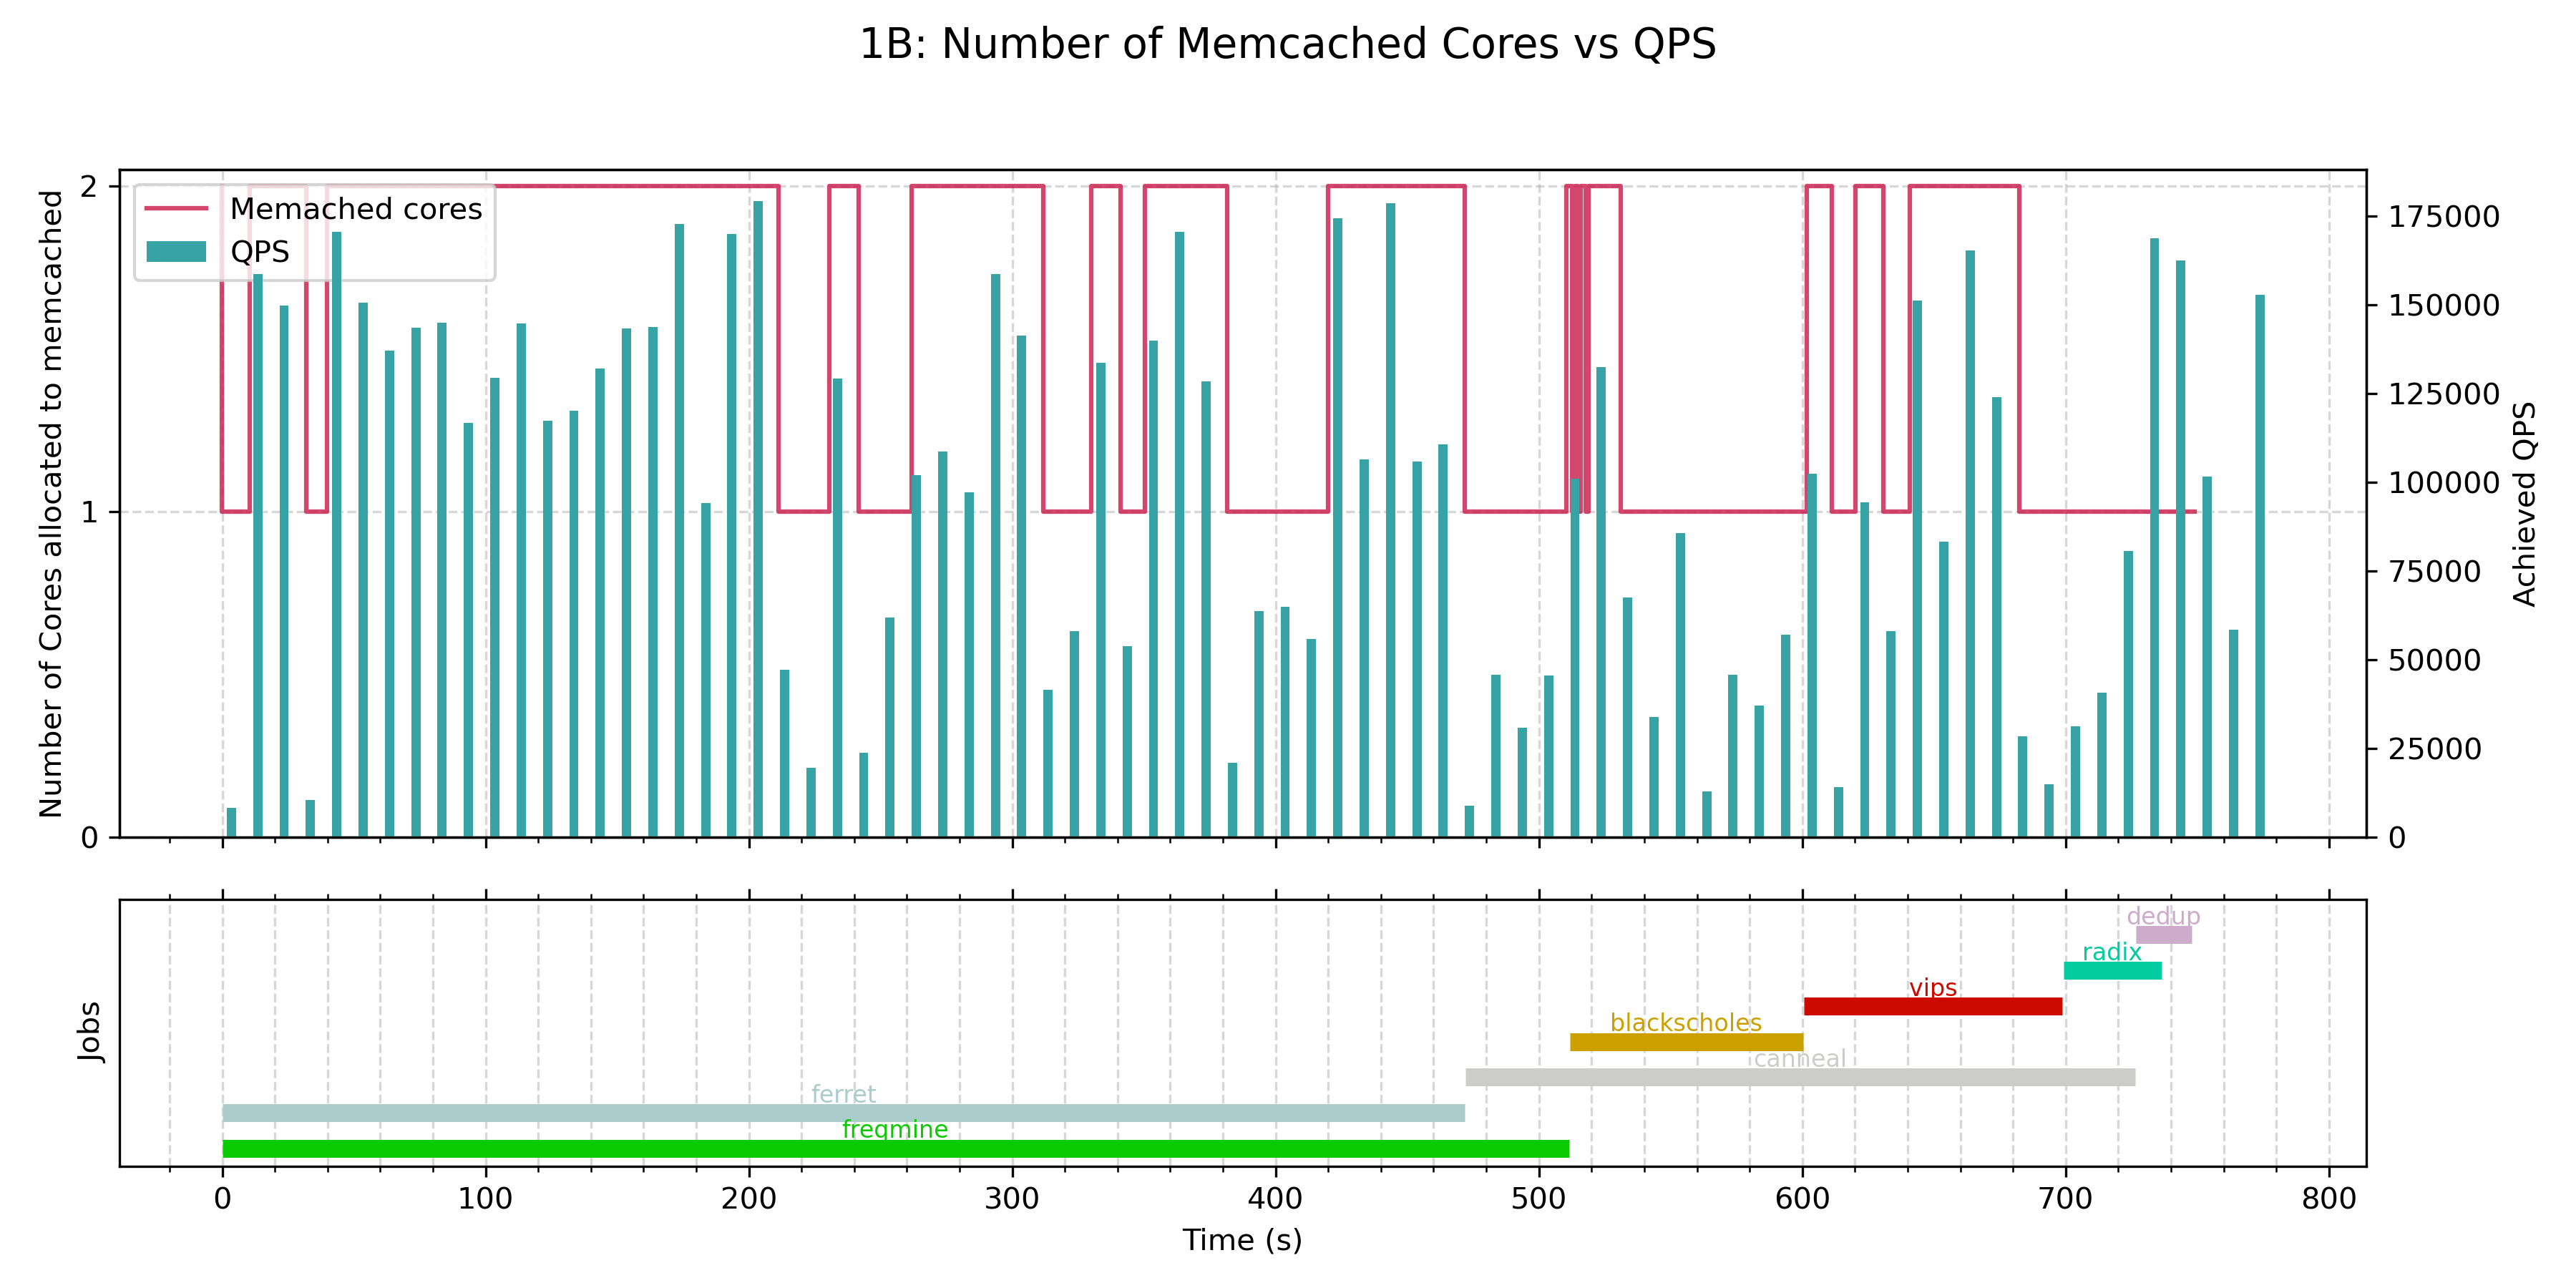 1B: Number of Memcached Cores vs QPS
Number of Cores allocated to memcached
2
1
0
Memached cores
QPS
175000
150000
125000
100000
75000
50000
25000
0
Achieved QPS
Jobs
dedup
radix
vips
blackscholes
canneal
ferret
freqmine
0 100 200 300 400 500 600 700 800
Time (s)